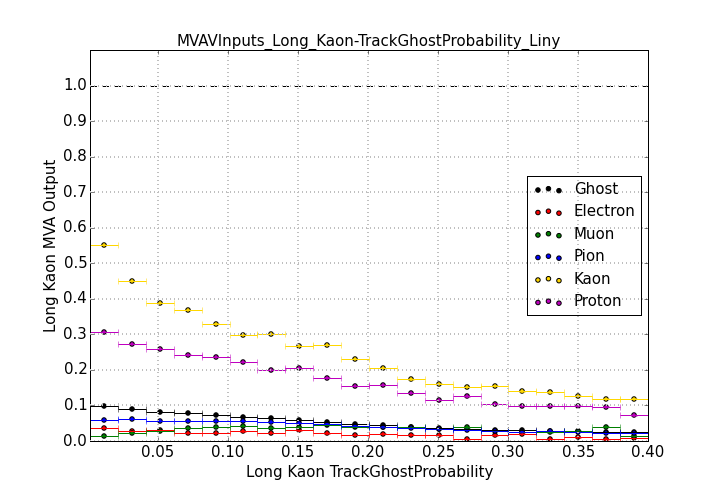 MVAVInputs_Long_Kaon-TrackGhostProbability_Liny
1.0
0.9
0.8
0.7
0.6
0.5
0.4
0.3
0.2
0.1
0.0
Long Kaon MVA Output
Ghost
Electron
Muon
Pion
Kaon
Proton
0.05 0.10 0.15 0.20 0.25 0.30 0.35 0.40
Long Kaon TrackGhostProbability